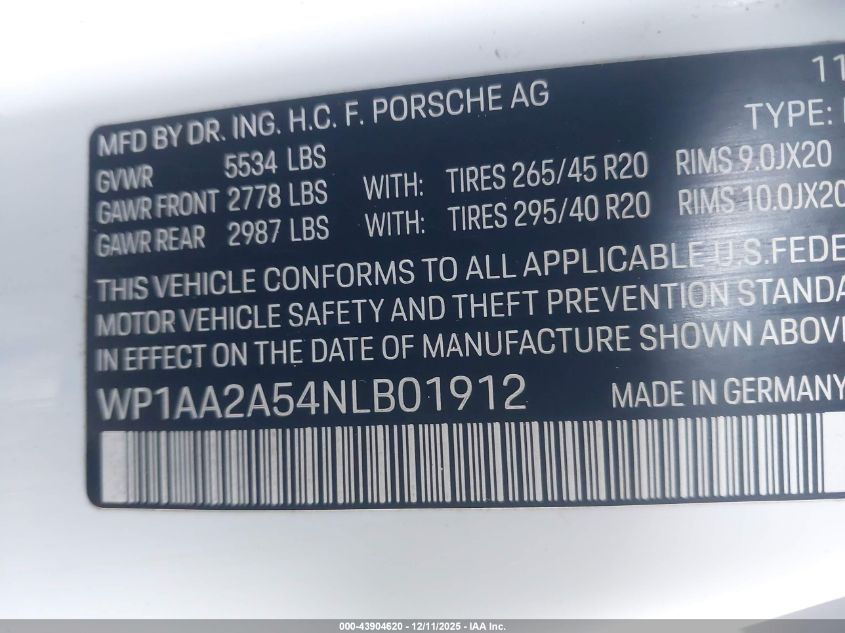 11
MFD BY DR. ING. H.C. F. PORSCHE AG TYPE:
GVWR 5534 LBS
GAWR FRONT 2778 LBS WITH: TIRES 265/45 R20 RIMS 9.0JX20
GAWR REAR 2987 LBS WITH: TIRES 295/40 R20 RIMS 10.0JX20
THIS VEHICLE CONFORMS TO ALL APPLICABLE U.S.FEDE
MOTOR VEHICLE SAFETY AND THEFT PREVENTION STANDA
IN EFFECT ON THE DATE OF MANUFACTURE SHOWN ABOVE
WP1AA2A54NLB01912 MADE IN GERMANY
000-43904620 - 12/11/2025 - IAA Inc.